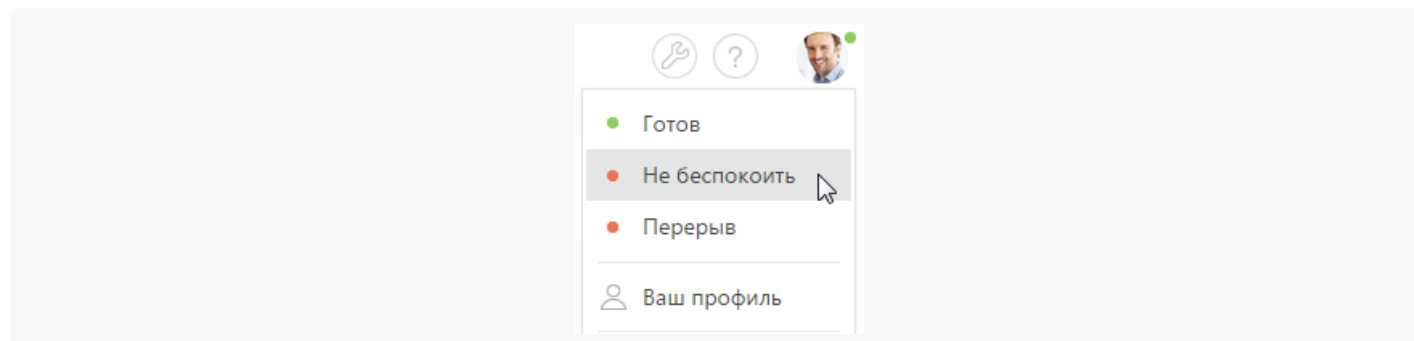 ?
Готов
Не беспокоить
Перерыв
Ваш профиль